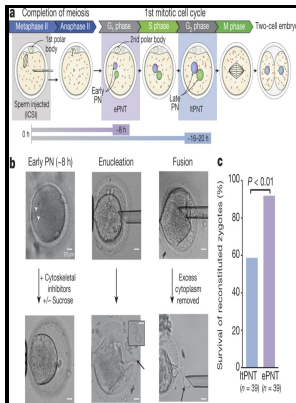 a
Completion of meiosis
1st mitotic cell cycle
Metaphase II
Anaphase II
G1 phase
S phase
G2 phase
M phase
Two-cell embryo
1st polar
body
2nd polar body
Sperm injected
(ICSI)
Early
PN
ePNT
Late
PN
ltPNT
0 h
~8 h
~16–20 h
b
Early PN (~8 h)
Enucleation
Fusion
+ Cytoskeletal
inhibitors
+/– Sucrose
Excess
cytoplasm
removed
c
Survival of reconstituted zygotes (%)
P < 0.01
100
80
60
40
20
0
ltPNT
(n = 39)
ePNT
(n = 39)